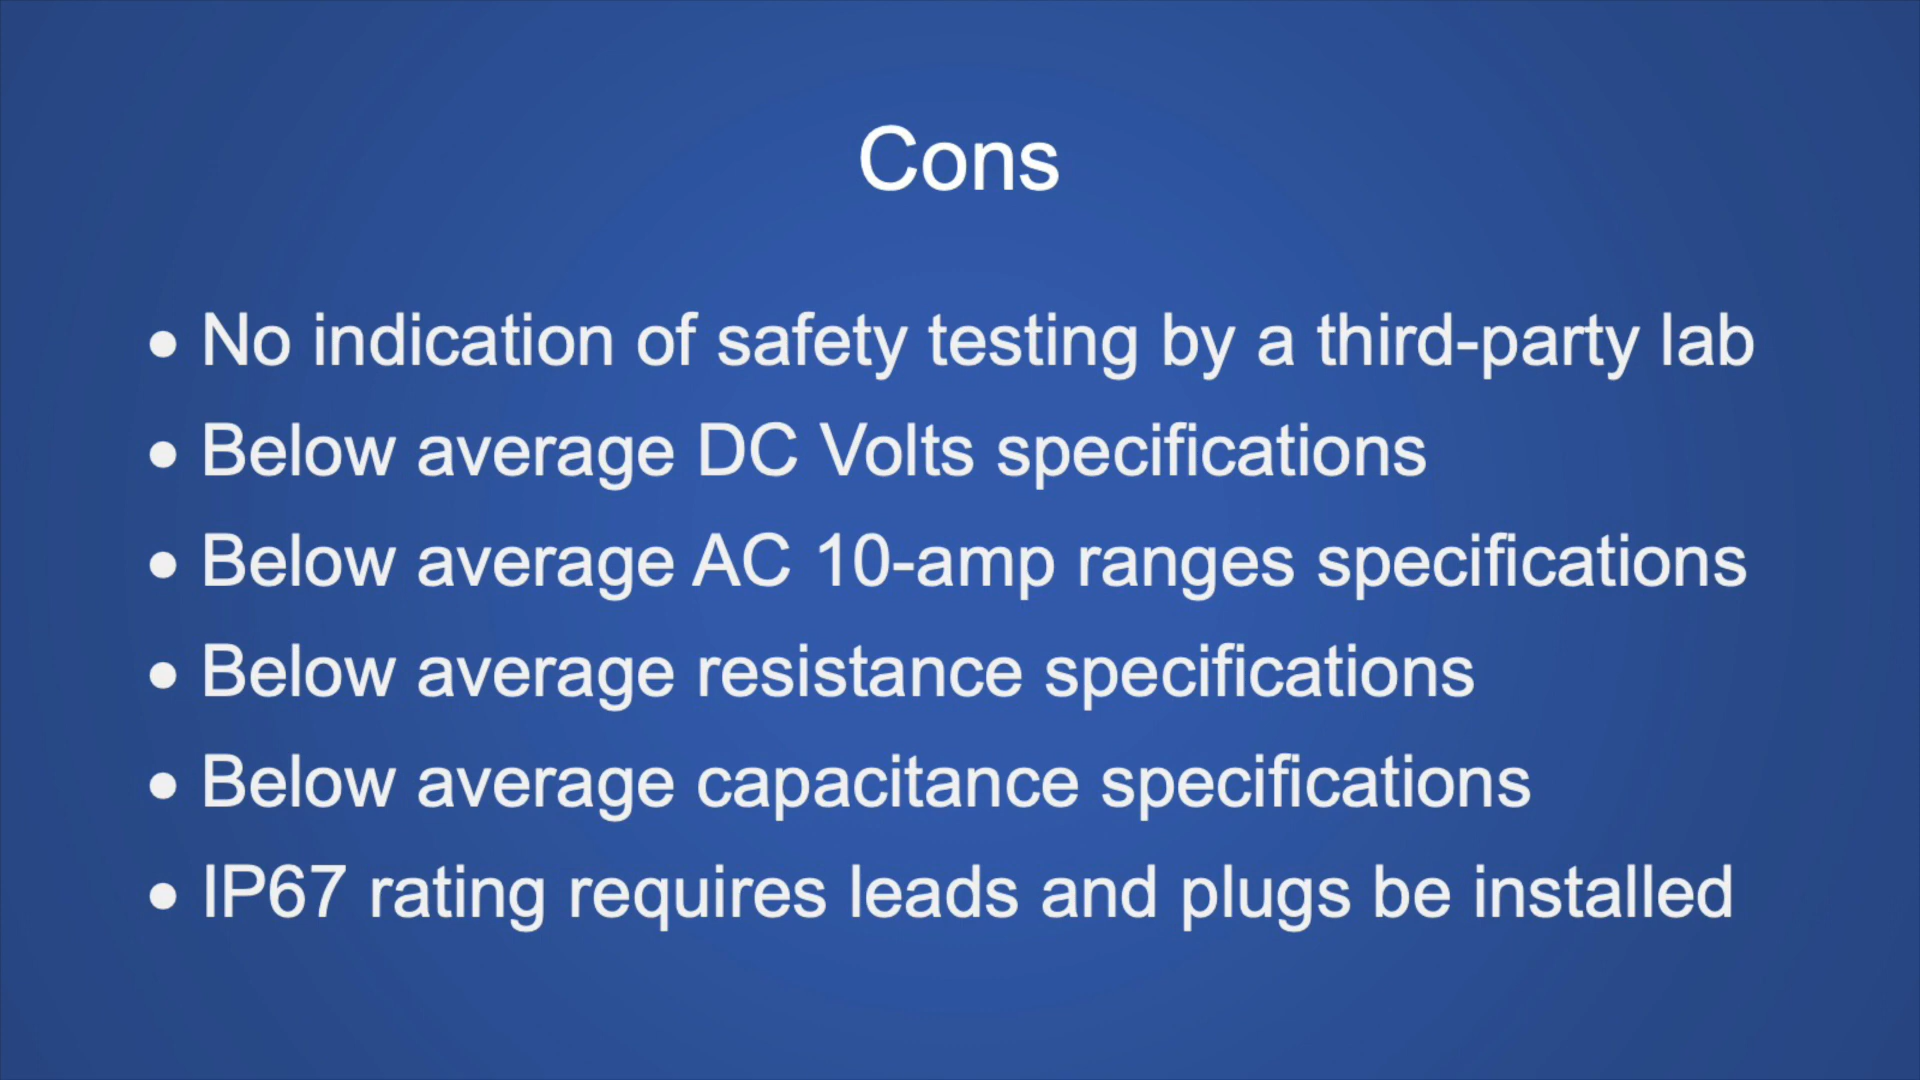 Cons
• No indication of safety testing by a third-party lab
• Below average DC Volts specifications
• Below average AC 10-amp ranges specifications
• Below average resistance specifications
• Below average capacitance specifications
• IP67 rating requires leads and plugs be installed